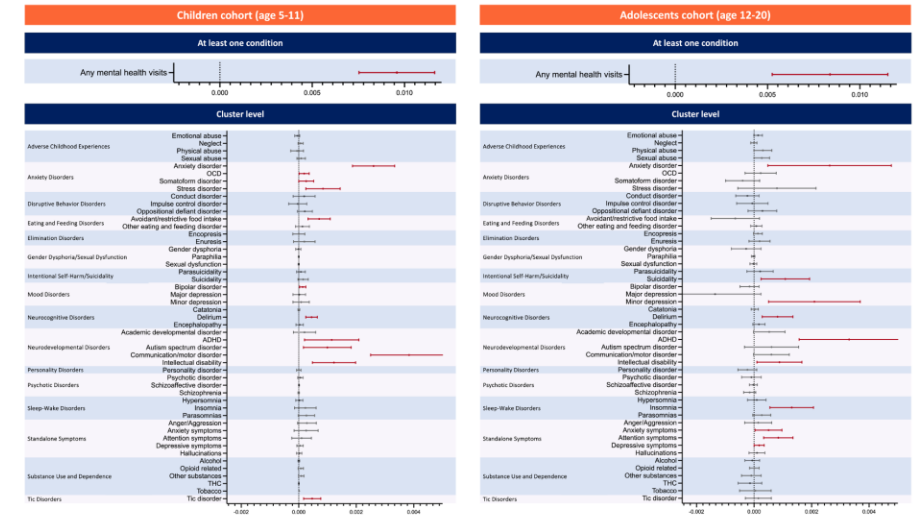 Children cohort (age 5-11)
At least one condition
Any mental health visits
0.000 0.005 0.010
Cluster level
Adverse Childhood Experiences
Emotional abuse
Neglect
Physical abuse
Sexual abuse
Anxiety Disorders
Anxiety disorder
OCD
Somatoform disorder
Stress disorder
Disruptive Behavior Disorders
Conduct disorder
Impulse control disorder
Oppositional defiant disorder
Eating and Feeding Disorders
Avoidant/restrictive food intake
Other eating and feeding disorder
Elimination Disorders
Encopresis
Enuresis
Gender Dysphoria/Sexual Dysfunction
Gender dysphoria
Paraphilia
Sexual dysfunction
Intentional Self-Harm/Suicidality
Parasuicidality
Suicidality
Mood Disorders
Bipolar disorder
Major depression
Minor depression
Neurocognitive Disorders
Catatonia
Delirium
Encephalopathy
Neurodevelopmental Disorders
Academic developmental disorder
ADHD
Autism spectrum disorder
Communication/motor disorder
Intellectual disability
Personality Disorders
Personality disorder
Psychotic Disorders
Psychotic disorder
Schizoaffective disorder
Schizophrenia
Sleep-Wake Disorders
Hypersomnia
Insomnia
Parasomnias
Standalone Symptoms
Anger/Aggression
Anxiety symptoms
Attention symptoms
Depressive symptoms
Hallucinations
Substance Use and Dependence
Alcohol
Opioid related
Other substances
THC
Tobacco
Tic Disorders
Tic disorder
-0.002 0.000 0.002 0.004
Adolescents cohort (age 12-20)
At least one condition
Any mental health visits
0.000 0.005 0.010
Cluster level
Adverse Childhood Experiences
Emotional abuse
Neglect
Physical abuse
Sexual abuse
Anxiety Disorders
Anxiety disorder
OCD
Somatoform disorder
Stress disorder
Disruptive Behavior Disorders
Conduct disorder
Impulse control disorder
Oppositional defiant disorder
Eating and Feeding Disorders
Avoidant/restrictive food intake
Other eating and feeding disorder
Elimination Disorders
Encopresis
Enuresis
Gender Dysphoria/Sexual Dysfunction
Gender dysphoria
Paraphilia
Sexual dysfunction
Intentional Self-Harm/Suicidality
Parasuicidality
Suicidality
Mood Disorders
Bipolar disorder
Major depression
Minor depression
Neurocognitive Disorders
Catatonia
Delirium
Encephalopathy
Neurodevelopmental Disorders
Academic developmental disorder
ADHD
Autism spectrum disorder
Communication/motor disorder
Intellectual disability
Personality Disorders
Personality disorder
Psychotic Disorders
Psychotic disorder
Schizoaffective disorder
Schizophrenia
Sleep-Wake Disorders
Hypersomnia
Insomnia
Parasomnias
Standalone Symptoms
Anger/Aggression
Anxiety symptoms
Attention symptoms
Depressive symptoms
Hallucinations
Substance Use and Dependence
Alcohol
Opioid related
Other substances
THC
Tobacco
Tic Disorders
Tic disorder
-0.002 0.000 0.002 0.004